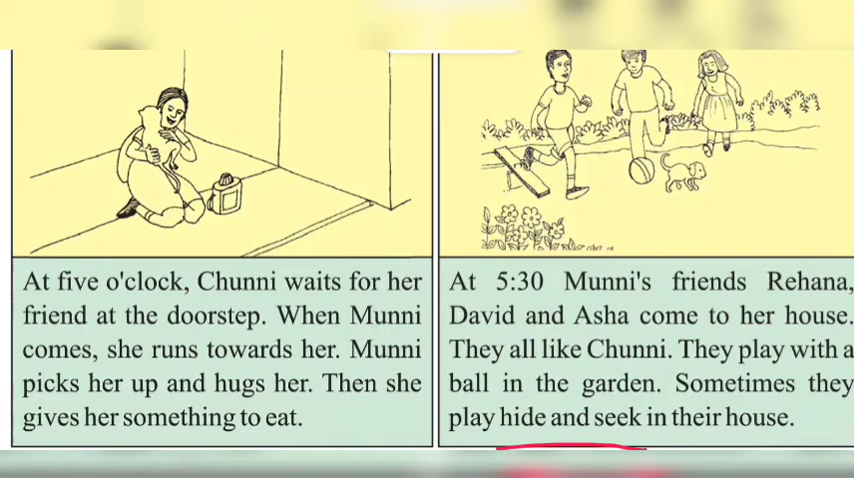 At five o'clock, Chunni waits for her
friend at the doorstep. When Munni
comes, she runs towards her. Munni
picks her up and hugs her. Then she
gives her something to eat.
At 5:30 Munni's friends Rehana,
David and Asha come to her house.
They all like Chunni. They play with a
ball in the garden. Sometimes they
play hide and seek in their house.